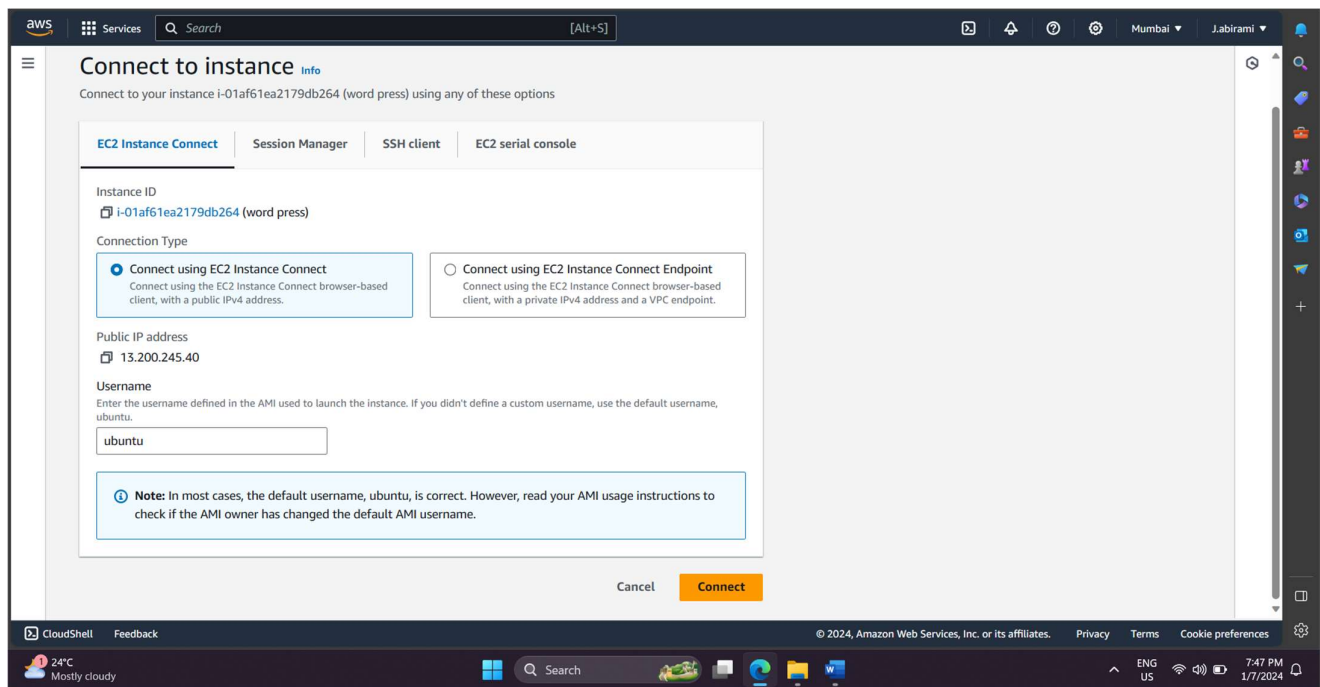 aws
Services
Search
[Alt+S]
Mumbai
J.abirami
Connect to instance Info
Connect to your instance i-01af61ea2179db264 (word press) using any of these options
EC2 Instance Connect
Session Manager
SSH client
EC2 serial console
Instance ID
i-01af61ea2179db264 (word press)
Connection Type
Connect using EC2 Instance Connect
Connect using the EC2 Instance Connect browser-based
client, with a public IPv4 address.
Connect using EC2 Instance Connect Endpoint
Connect using the EC2 Instance Connect browser-based
client, with a private IPv4 address and a VPC endpoint.
Public IP address
13.200.245.40
Username
Enter the username defined in the AMI used to launch the instance. If you didn't define a custom username, use the default username,
ubuntu.
ubuntu
Note: In most cases, the default username, ubuntu, is correct. However, read your AMI usage instructions to
check if the AMI owner has changed the default AMI username.
Cancel
Connect
CloudShell
Feedback
© 2024, Amazon Web Services, Inc. or its affiliates.
Privacy
Terms
Cookie preferences
1
24°C
Mostly cloudy
Search
ENG
US
7:47 PM
1/7/2024